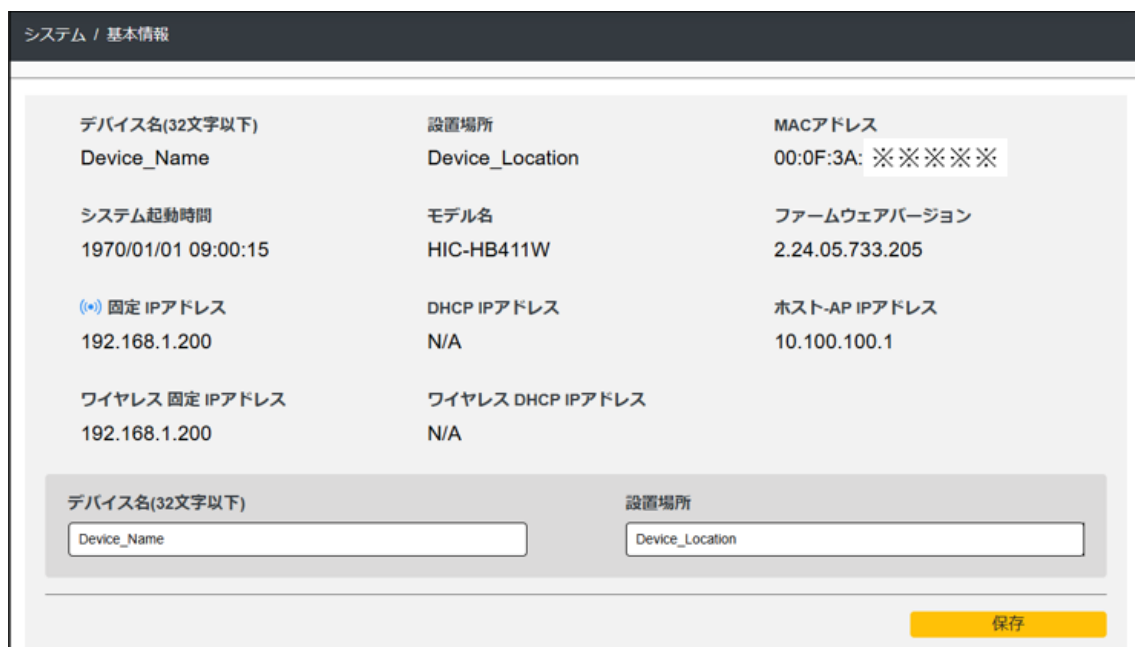 システム / 基本情報
デバイス名(32文字以下)
設置場所
MACアドレス
Device_Name
Device_Location
00:0F:3A: ※※※※※
システム起動時間
モデル名
ファームウェアバージョン
1970/01/01 09:00:15
HIC-HB411W
2.24.05.733.205
固定 IPアドレス
DHCP IPアドレス
ホスト-AP IPアドレス
192.168.1.200
N/A
10.100.100.1
ワイヤレス 固定 IPアドレス
ワイヤレス DHCP IPアドレス
192.168.1.200
N/A
デバイス名(32文字以下)
設置場所
Device_Name
Device_Location
保存